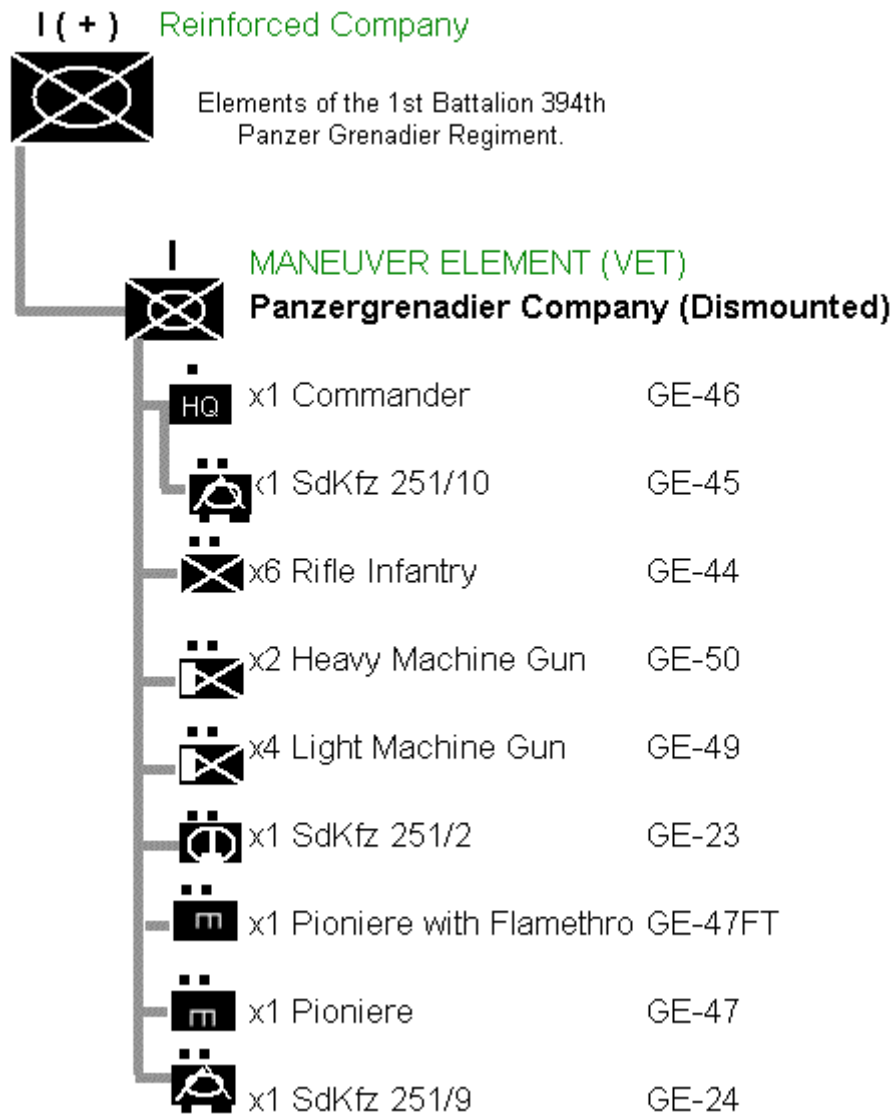 I ( + ) Reinforced Company
Elements of the 1st Battalion 394th
Panzer Grenadier Regiment.
I
MANEUVER ELEMENT (VET)
Panzergrenadier Company (Dismounted)
HQ x1 Commander GE-46
x1 SdKfz 251/10 GE-45
x6 Rifle Infantry GE-44
x2 Heavy Machine Gun GE-50
x4 Light Machine Gun GE-49
x1 SdKfz 251/2 GE-23
m x1 Pioniere with Flamethro GE-47FT
m x1 Pioniere GE-47
x1 SdKfz 251/9 GE-24